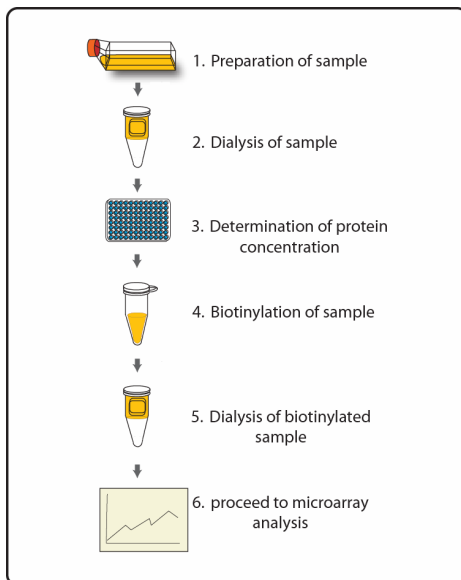 1. Preparation of sample
2. Dialysis of sample
3. Determination of protein
concentration
4. Biotinylation of sample
5. Dialysis of biotinylated
sample
6. proceed to microarray
analysis